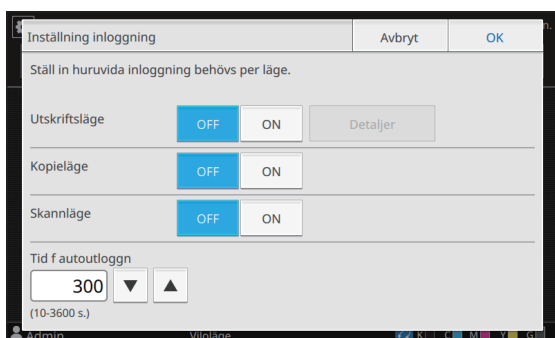 Inställning inloggning
Avbryt
OK
Ställ in huruvida inloggning behövs per läge.
Utskriftsläge
OFF
ON
Detaljer
Kopieläge
OFF
ON
Skannläge
OFF
ON
Tid f autoutloggn
300
(10-3600 s.)
Admin
Viloläge
K
C
M
Y
G